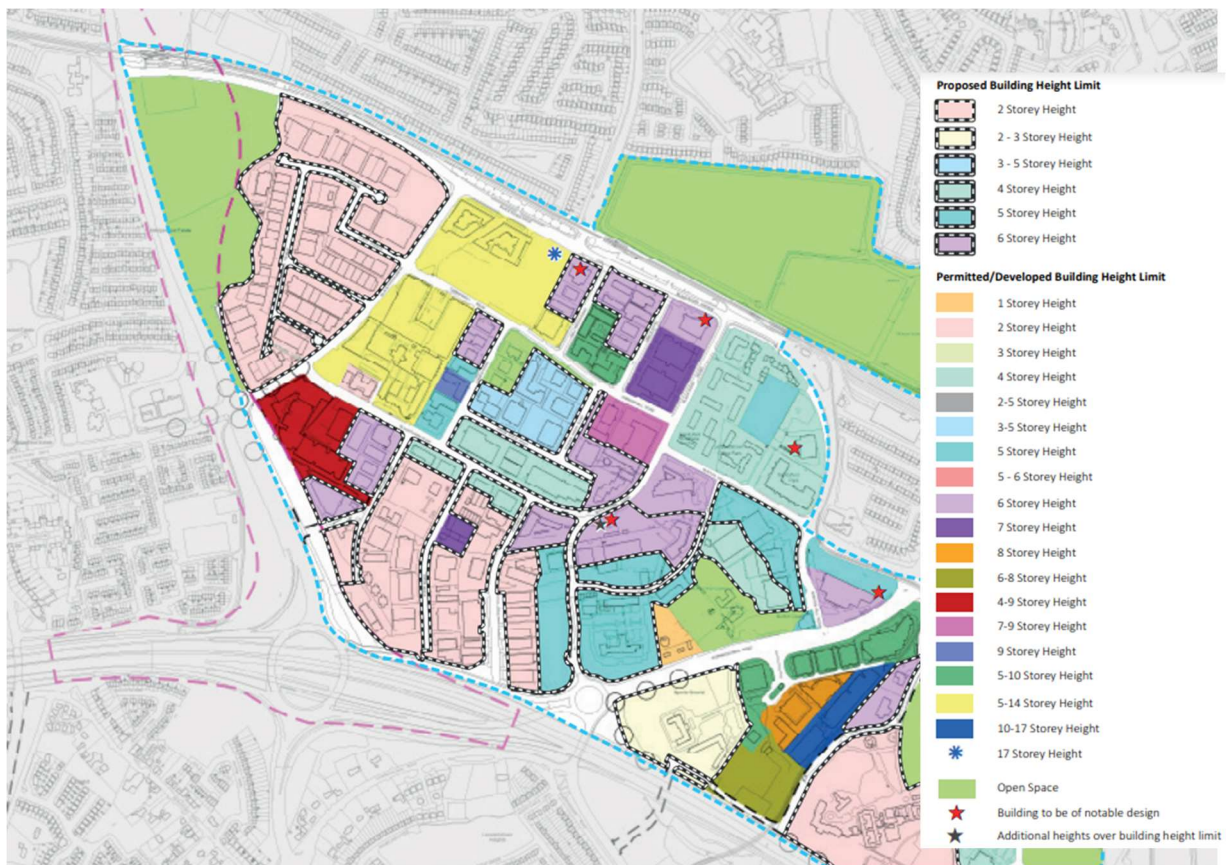 Proposed Building Height Limit
2 Storey Height
2 - 3 Storey Height
3 - 5 Storey Height
4 Storey Height
5 Storey Height
6 Storey Height
Permitted/Developed Building Height Limit
1 Storey Height
2 Storey Height
3 Storey Height
4 Storey Height
2-5 Storey Height
3-5 Storey Height
5 Storey Height
5 - 6 Storey Height
6 Storey Height
7 Storey Height
8 Storey Height
6-8 Storey Height
4-9 Storey Height
7-9 Storey Height
9 Storey Height
5-10 Storey Height
5-14 Storey Height
10-17 Storey Height
17 Storey Height
Open Space
Building to be of notable design
Additional heights over building height limit